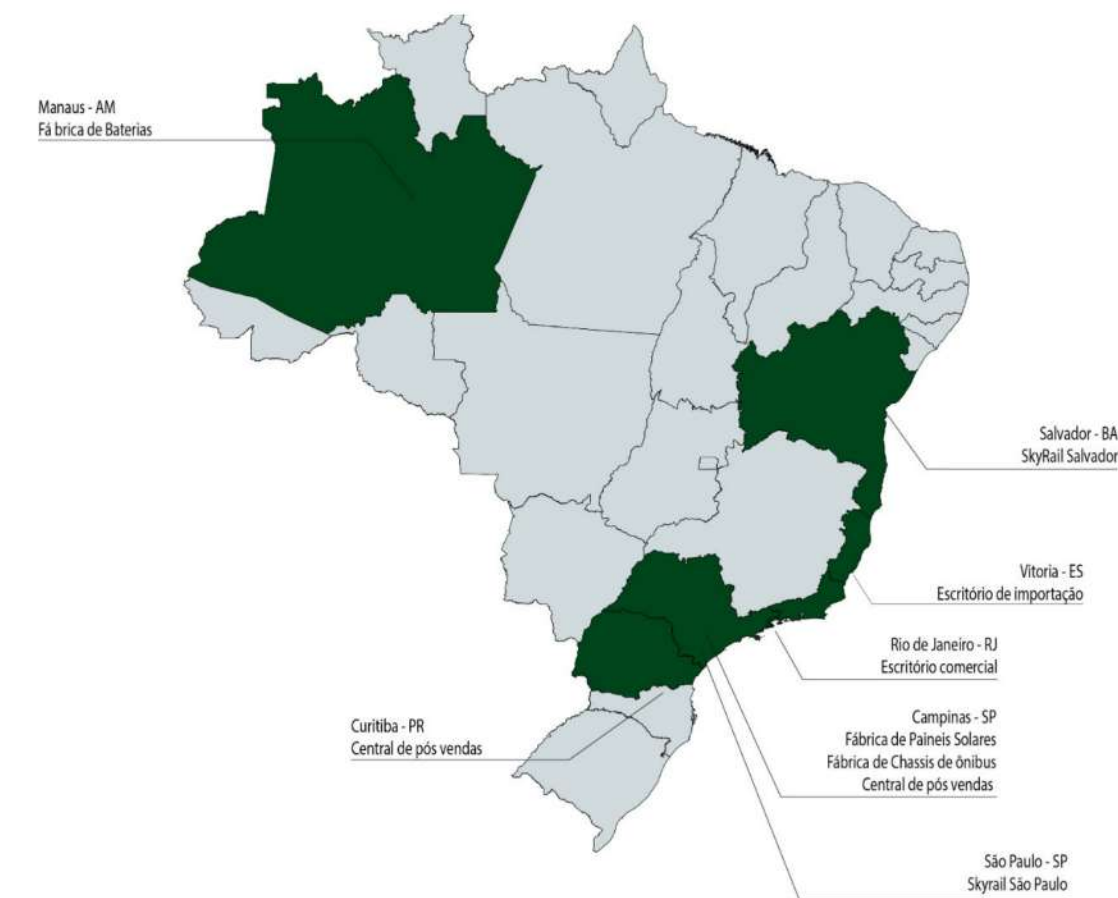 Manaus - AM
Fá brica de Baterias
Salvador - BA
SkyRail Salvador
Vitoria - ES
Escritório de importação
Rio de Janeiro - RJ
Escritório comercial
Campinas - SP
Fábrica de Paineis Solares
Fábrica de Chassis de ônibus
Central de pós vendas
Curitiba - PR
Central de pós vendas
São Paulo - SP
Skyrail São Paulo